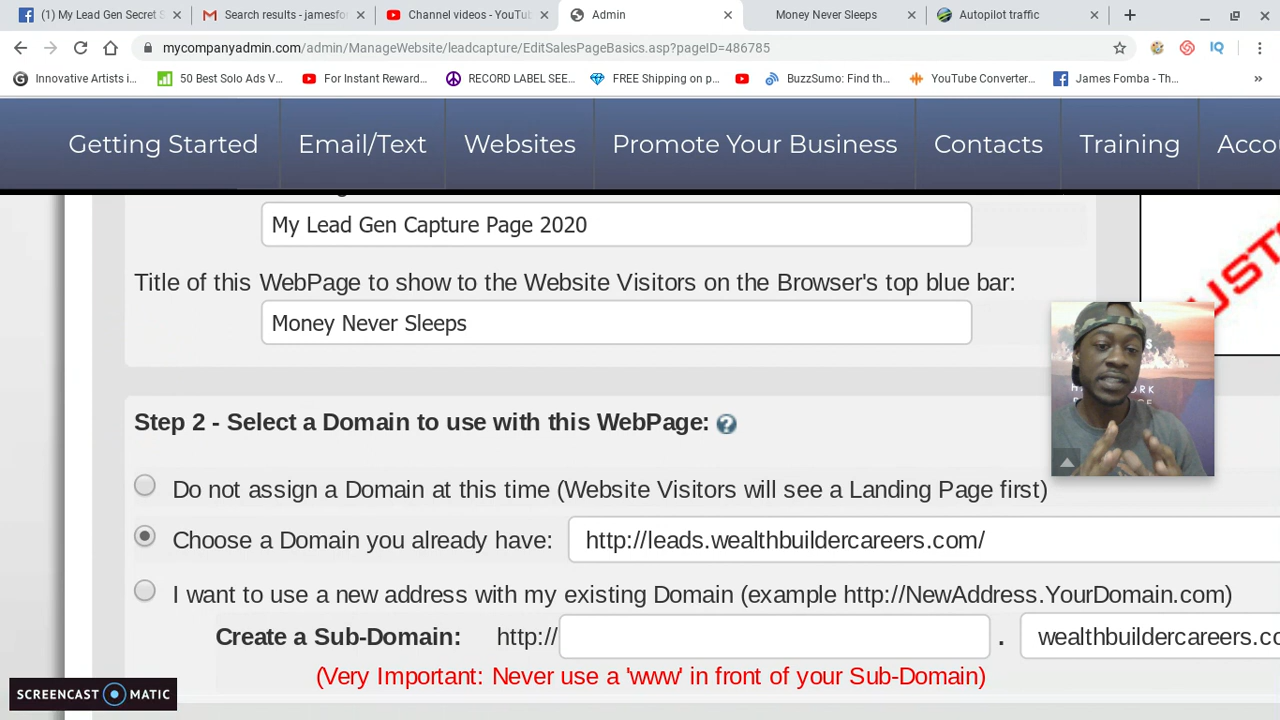 (1) My Lead Gen Secret S
Search results - jamesfor
Channel videos - YouTu
Admin
Money Never Sleeps
Autopilot traffic
mycompanyadmin.com/admin/ManageWebsite/leadcapture/EditSalesPageBasics.asp?pageID=486785
Innovative Artists i...
50 Best Solo Ads V...
For Instant Reward...
RECORD LABEL SEE...
FREE Shipping on p...
BuzzSumo: Find th...
YouTube Converter...
James Fomba - Th...
Getting Started
Email/Text
Websites
Promote Your Business
Contacts
Training
Acco
My Lead Gen Capture Page 2020
Title of this WebPage to show to the Website Visitors on the Browser's top blue bar:
Money Never Sleeps
Step 2 - Select a Domain to use with this WebPage:
Do not assign a Domain at this time (Website Visitors will see a Landing Page first)
Choose a Domain you already have: http://leads.wealthbuildercareers.com/
I want to use a new address with my existing Domain (example http://NewAddress.YourDomain.com)
Create a Sub-Domain: http:// . wealthbuildercareers.co
(Very Important: Never use a 'www' in front of your Sub-Domain)
SCREENCAST MATIC